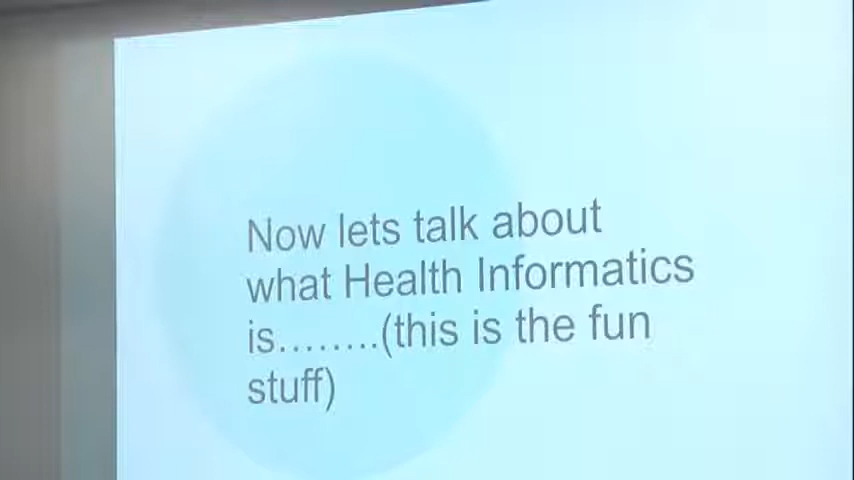 Now lets talk about
what Health Informatics
is........(this is the fun
stuff)